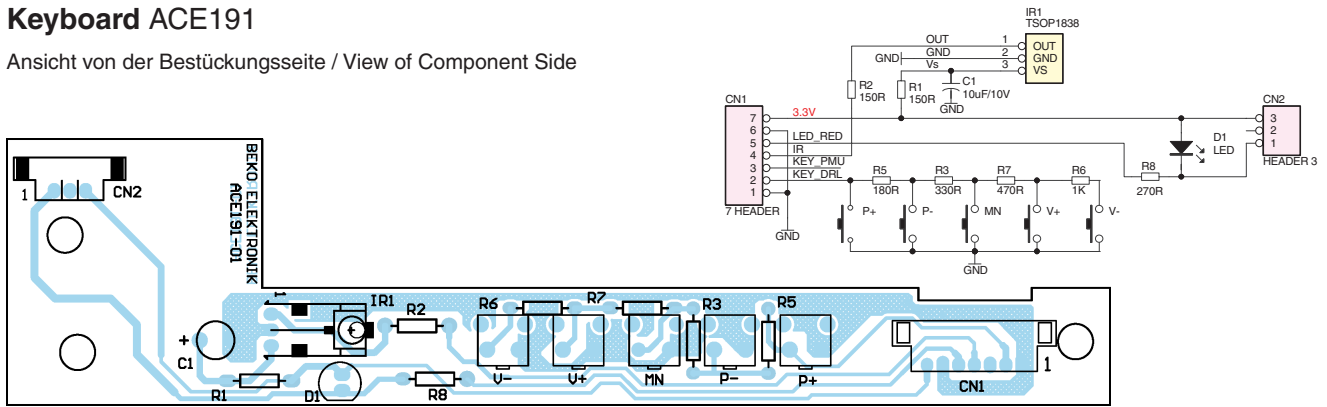 Keyboard ACE191
Ansicht von der Bestückungsseite / View of Component Side
IR1
TSOP1838
OUT 1 OUT
GND GND 2 GND
Vs 3 VS
R2
150R
R1
150R
C1
10uF/10V
GND
CN1
7 3.3V
6
5 LED_RED
4 IR
3 KEY_PMU
2 KEY_DRL
1
7 HEADER
GND
R5
180R
R3
330R
R7
470R
R6
1K
R8
270R
D1
LED
CN2
3
2
1
HEADER 3
P+ P- MN V+ V-
GND
1 CN2
BEKO ELEKTRONIK
ACE191-01
1 IR1
R2 R6 R7 R3 R5
+
C1
R1 D1 R8
V- V+ MN P- P+
CN1 1